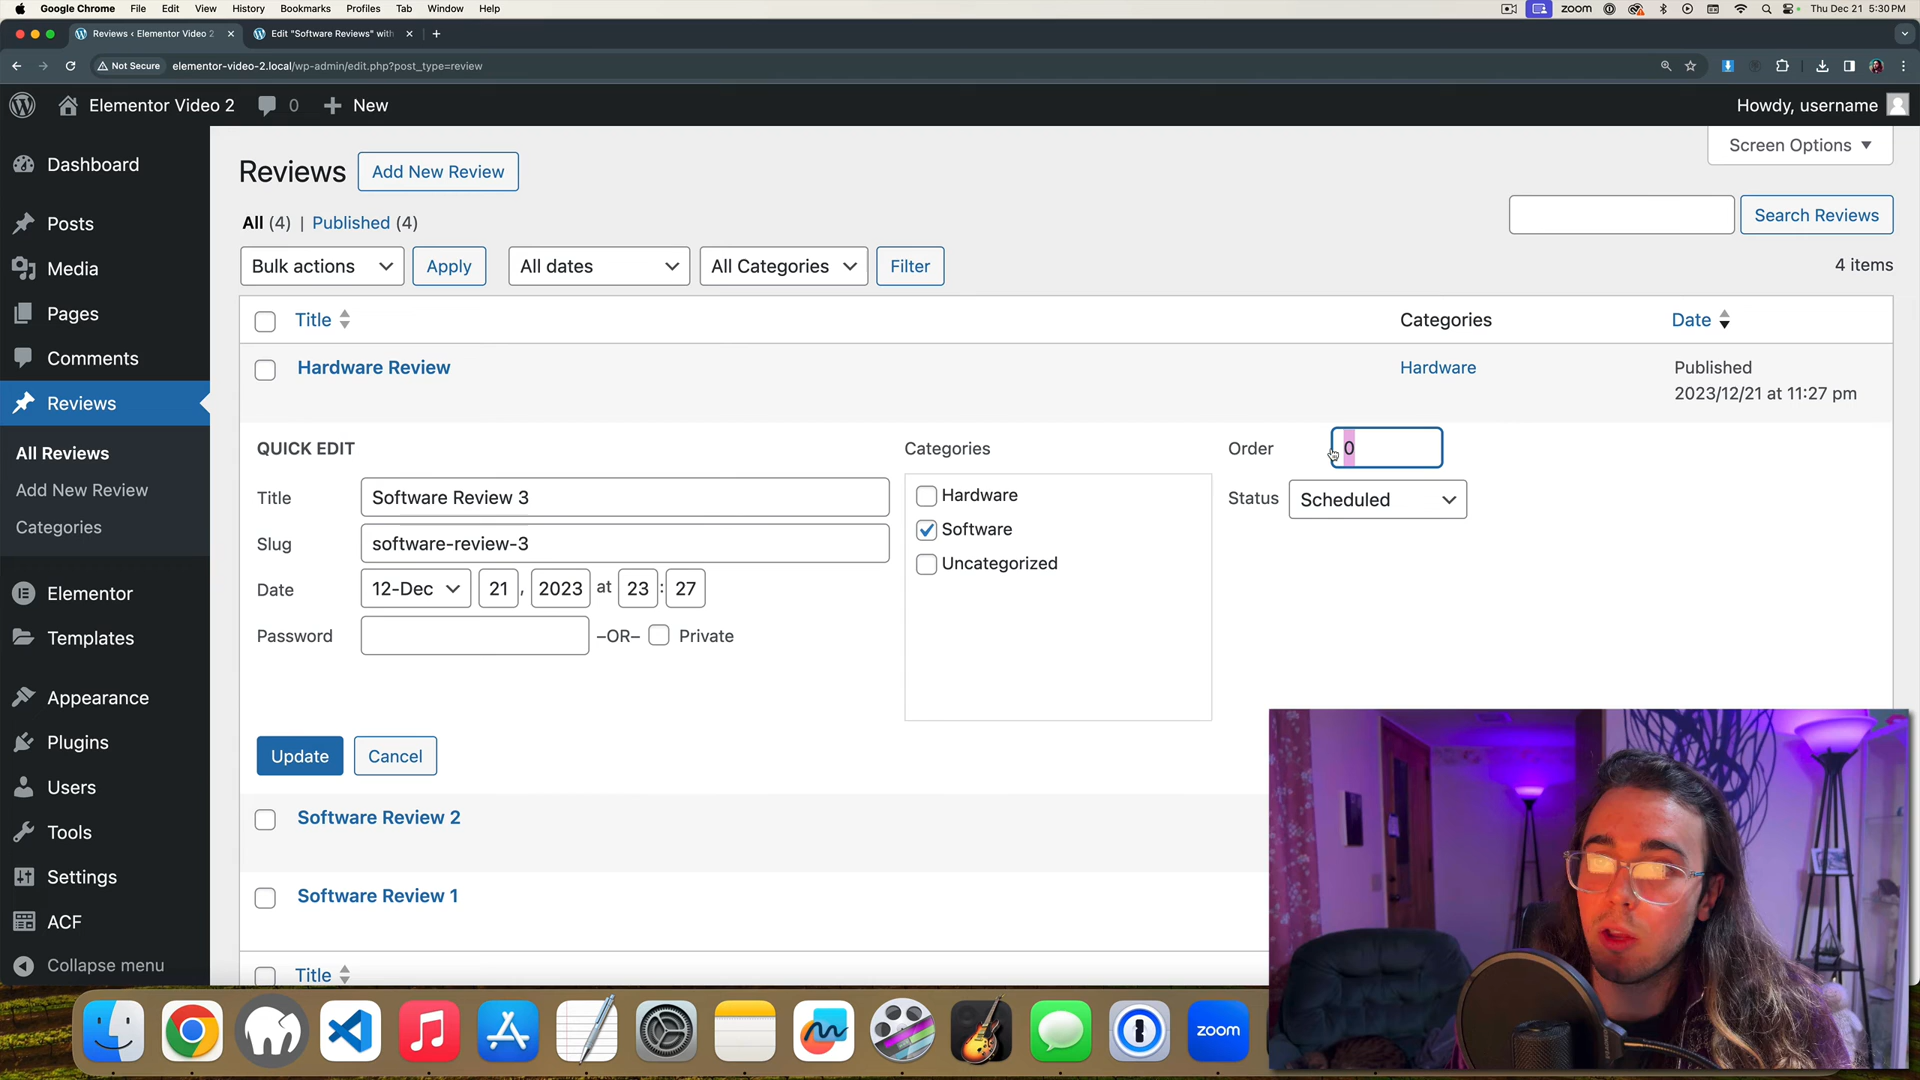 Google Chrome File Edit View History Bookmarks Profiles Tab Window Help zoom Thu Dec 21 5:30 PM
Reviews ‹ Elementor Video 2 Edit "Software Reviews" with
Not Secure elementor-video-2.local/wp-admin/edit.php?post_type=review
Elementor Video 2 0 New Howdy, username
Screen Options
Dashboard
Posts
Media
Pages
Comments
Reviews
All Reviews
Add New Review
Categories
Elementor
Templates
Appearance
Plugins
Users
Tools
Settings
ACF
Collapse menu
Reviews Add New Review
All (4) | Published (4)
Search Reviews
Bulk actions Apply All dates All Categories Filter
4 items
Title Categories Date
Hardware Review Hardware Published
2023/12/21 at 11:27 pm
QUICK EDIT
Title Software Review 3
Slug software-review-3
Date 12-Dec 21 , 2023 at 23 : 27
Password –OR– Private
Categories
Hardware
Software
Uncategorized
Order 0
Status Scheduled
Update Cancel
Software Review 2
Software Review 1
Title
zoom